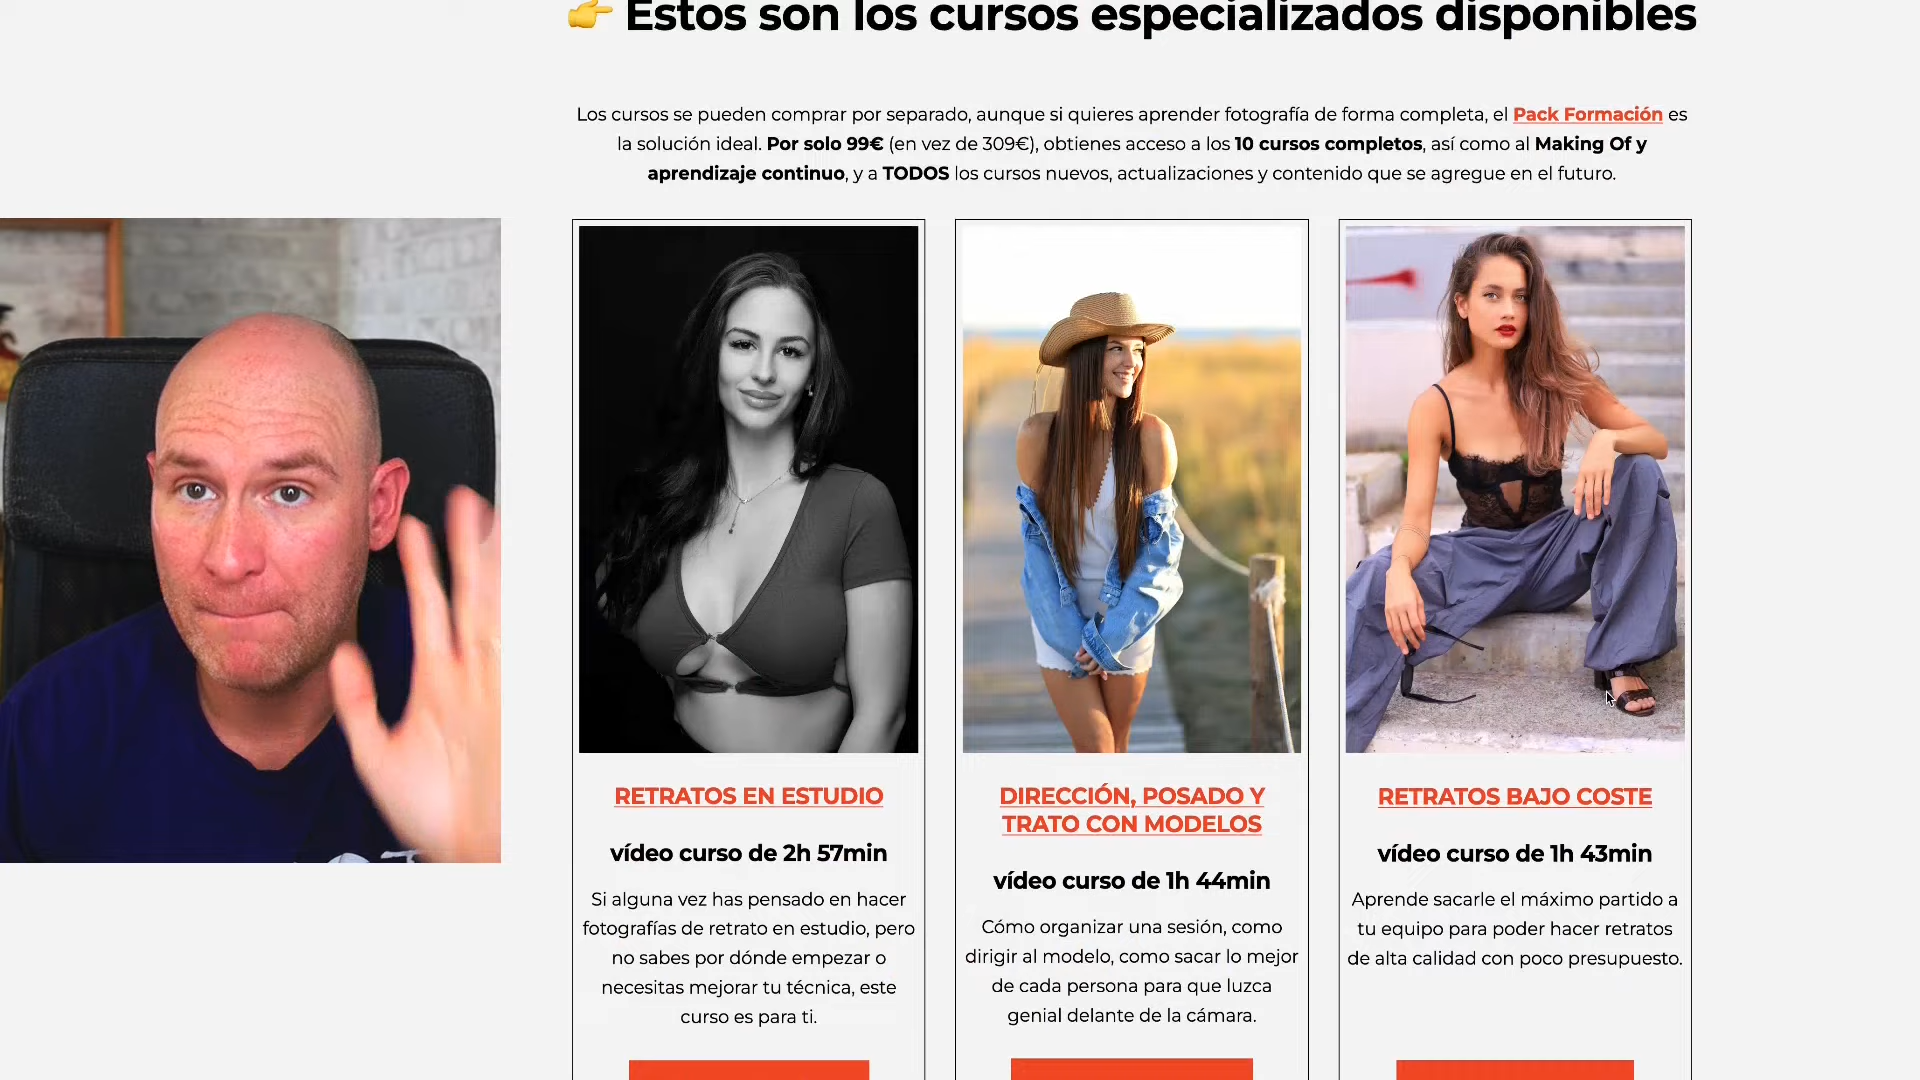 👉 Estos son los cursos especializados disponibles
Los cursos se pueden comprar por separado, aunque si quieres aprender fotografía de forma completa, el Pack Formación es
la solución ideal. Por solo 99€ (en vez de 309€), obtienes acceso a los 10 cursos completos, así como al Making Of y
aprendizaje continuo, y a TODOS los cursos nuevos, actualizaciones y contenido que se agregue en el futuro.
RETRATOS EN ESTUDIO
vídeo curso de 2h 57min
Si alguna vez has pensado en hacer
fotografías de retrato en estudio, pero
no sabes por dónde empezar o
necesitas mejorar tu técnica, este
curso es para ti.
DIRECCIÓN, POSADO Y
TRATO CON MODELOS
vídeo curso de 1h 44min
Cómo organizar una sesión, como
dirigir al modelo, como sacar lo mejor
de cada persona para que luzca
genial delante de la cámara.
RETRATOS BAJO COSTE
vídeo curso de 1h 43min
Aprende sacarle el máximo partido a
tu equipo para poder hacer retratos
de alta calidad con poco presupuesto.